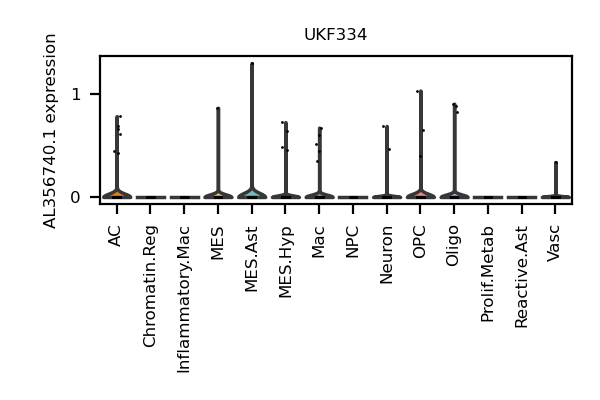 UKF334
AL356740.1 expression
1
0
AC
Chromatin.Reg
Inflammatory.Mac
MES
MES.Ast
MES.Hyp
Mac
NPC
Neuron
OPC
Oligo
Prolif.Metab
Reactive.Ast
Vasc